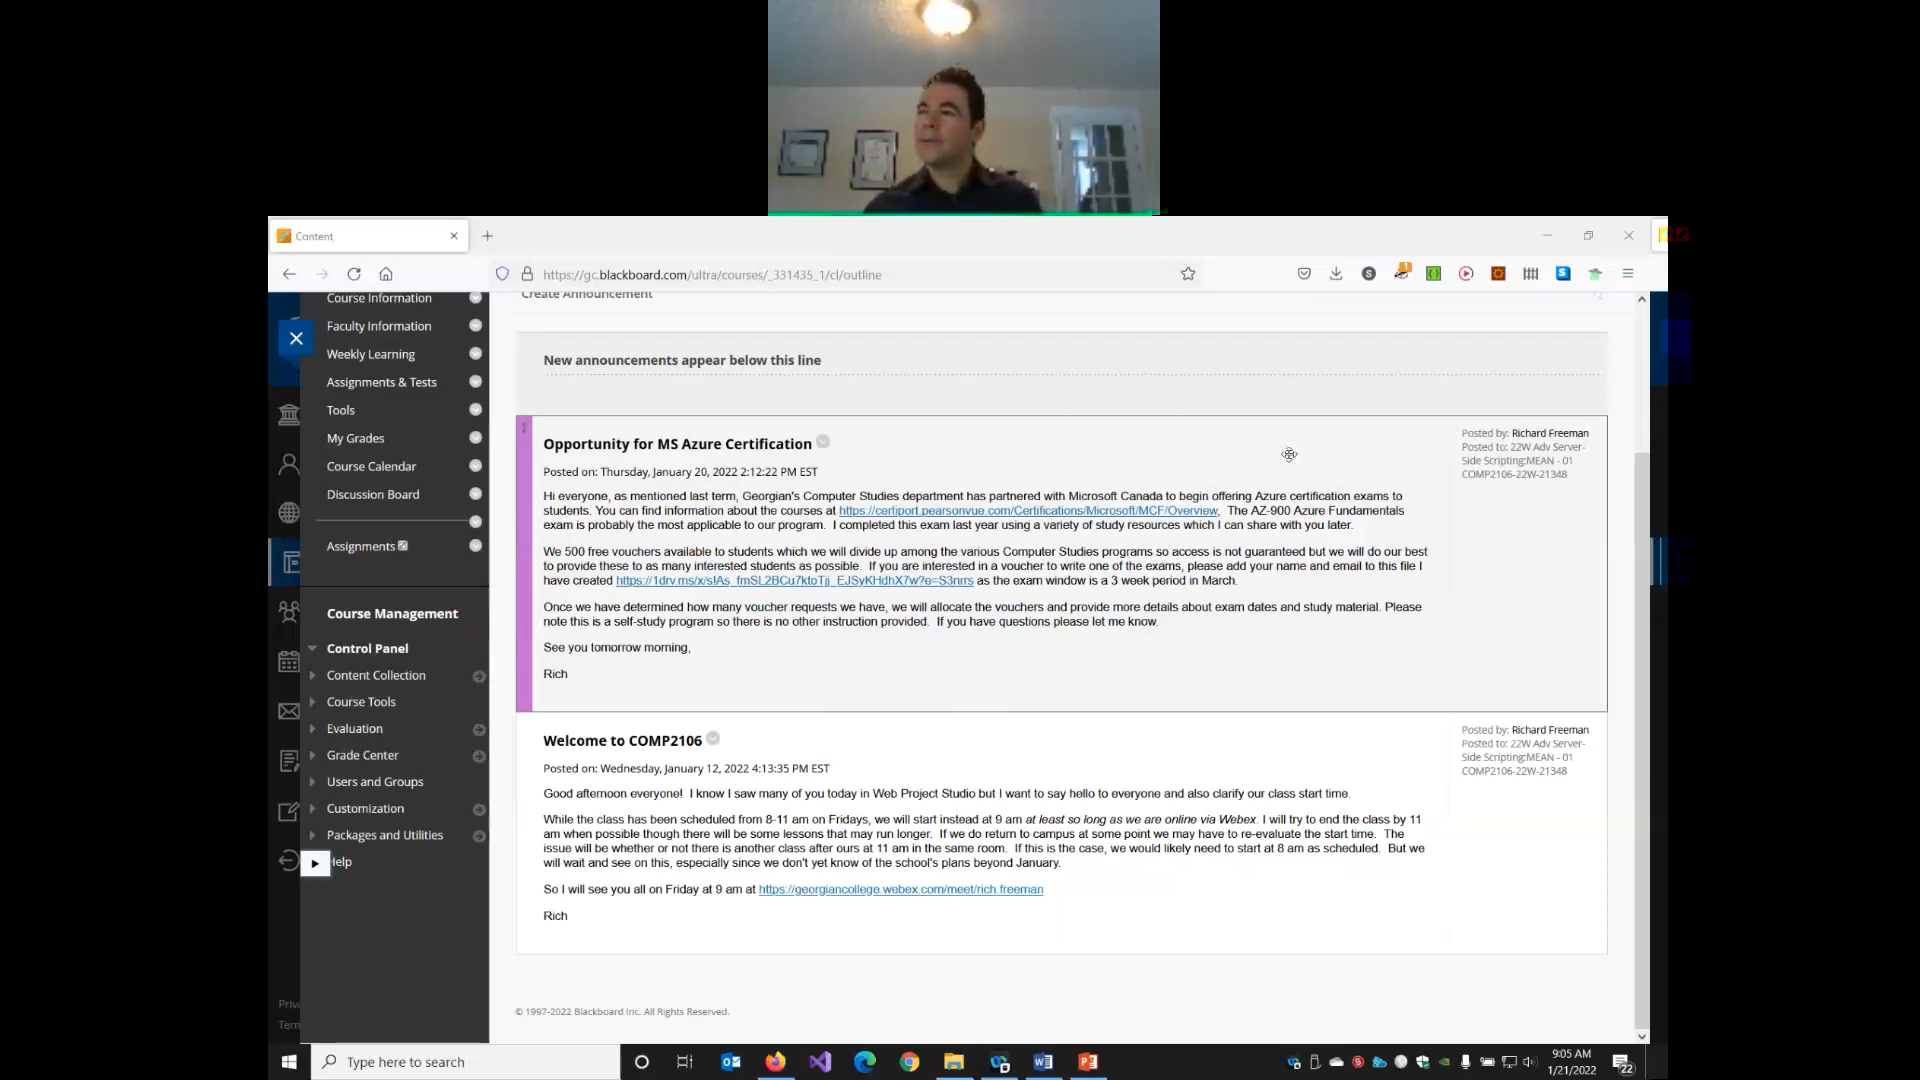 Content
https://gc.blackboard.com/ultra/courses/_331435_1/cl/outline
1
Course Information
Faculty Information
Weekly Learning
Assignments & Tests
Tools
My Grades
Course Calendar
Discussion Board
Assignments
Course Management
Control Panel
Content Collection
Course Tools
Evaluation
Grade Center
Users and Groups
Customization
Packages and Utilities
Help
Create Announcement
New announcements appear below this line
Opportunity for MS Azure Certification
Posted on: Thursday, January 20, 2022 2:12:22 PM EST
Hi everyone, as mentioned last term, Georgian's Computer Studies department has partnered with Microsoft Canada to begin offering Azure certification exams to
students. You can find information about the courses at https://certiport.pearsonvue.com/Certifications/Microsoft/MCF/Overview, The AZ-900 Azure Fundamentals
exam is probably the most applicable to our program. I completed this exam last year using a variety of study resources which I can share with you later.
We 500 free vouchers available to students which we will divide up among the various Computer Studies programs so access is not guaranteed but we will do our best
to provide these to as many interested students as possible. If you are interested in a voucher to write one of the exams, please add your name and email to this file I
have created as the exam window is a 3 week period in March.
Once we have determined how many voucher requests we have, we will allocate the vouchers and provide more details about exam dates and study material. Please
note this is a self-study program so there is no other instruction provided. If you have questions please let me know.
See you tomorrow morning,
Rich
Posted by: Richard Freeman
Posted to: 22W Adv Server-
Side Scripting:MEAN - 01
COMP2106-22W-21348
Welcome to COMP2106
Posted on: Wednesday, January 12, 2022 4:13:35 PM EST
Good afternoon everyone! I know I saw many of you today in Web Project Studio but I want to say hello to everyone and also clarify our class start time.
While the class has been scheduled from 8-11 am on Fridays, we will start instead at 9 am at least so long as we are online via Webex. I will try to end the class by 11
am when possible though there will be some lessons that may run longer. If we do return to campus at some point we may have to re-evaluate the start time. The
issue will be whether or not there is another class after ours at 11 am in the same room. If this is the case, we would likely need to start at 8 am as scheduled. But we
will wait and see on this, especially since we don't yet know of the school's plans beyond January.
So I will see you all on Friday at 9 am at https://georgiancollege.webex.com/meet/rich.freeman
Rich
Posted by: Richard Freeman
Posted to: 22W Adv Server-
Side Scripting:MEAN - 01
COMP2106-22W-21348
Priva
Term
© 1997-2022 Blackboard Inc. All Rights Reserved.
Type here to search
9:05 AM
1/21/2022
22